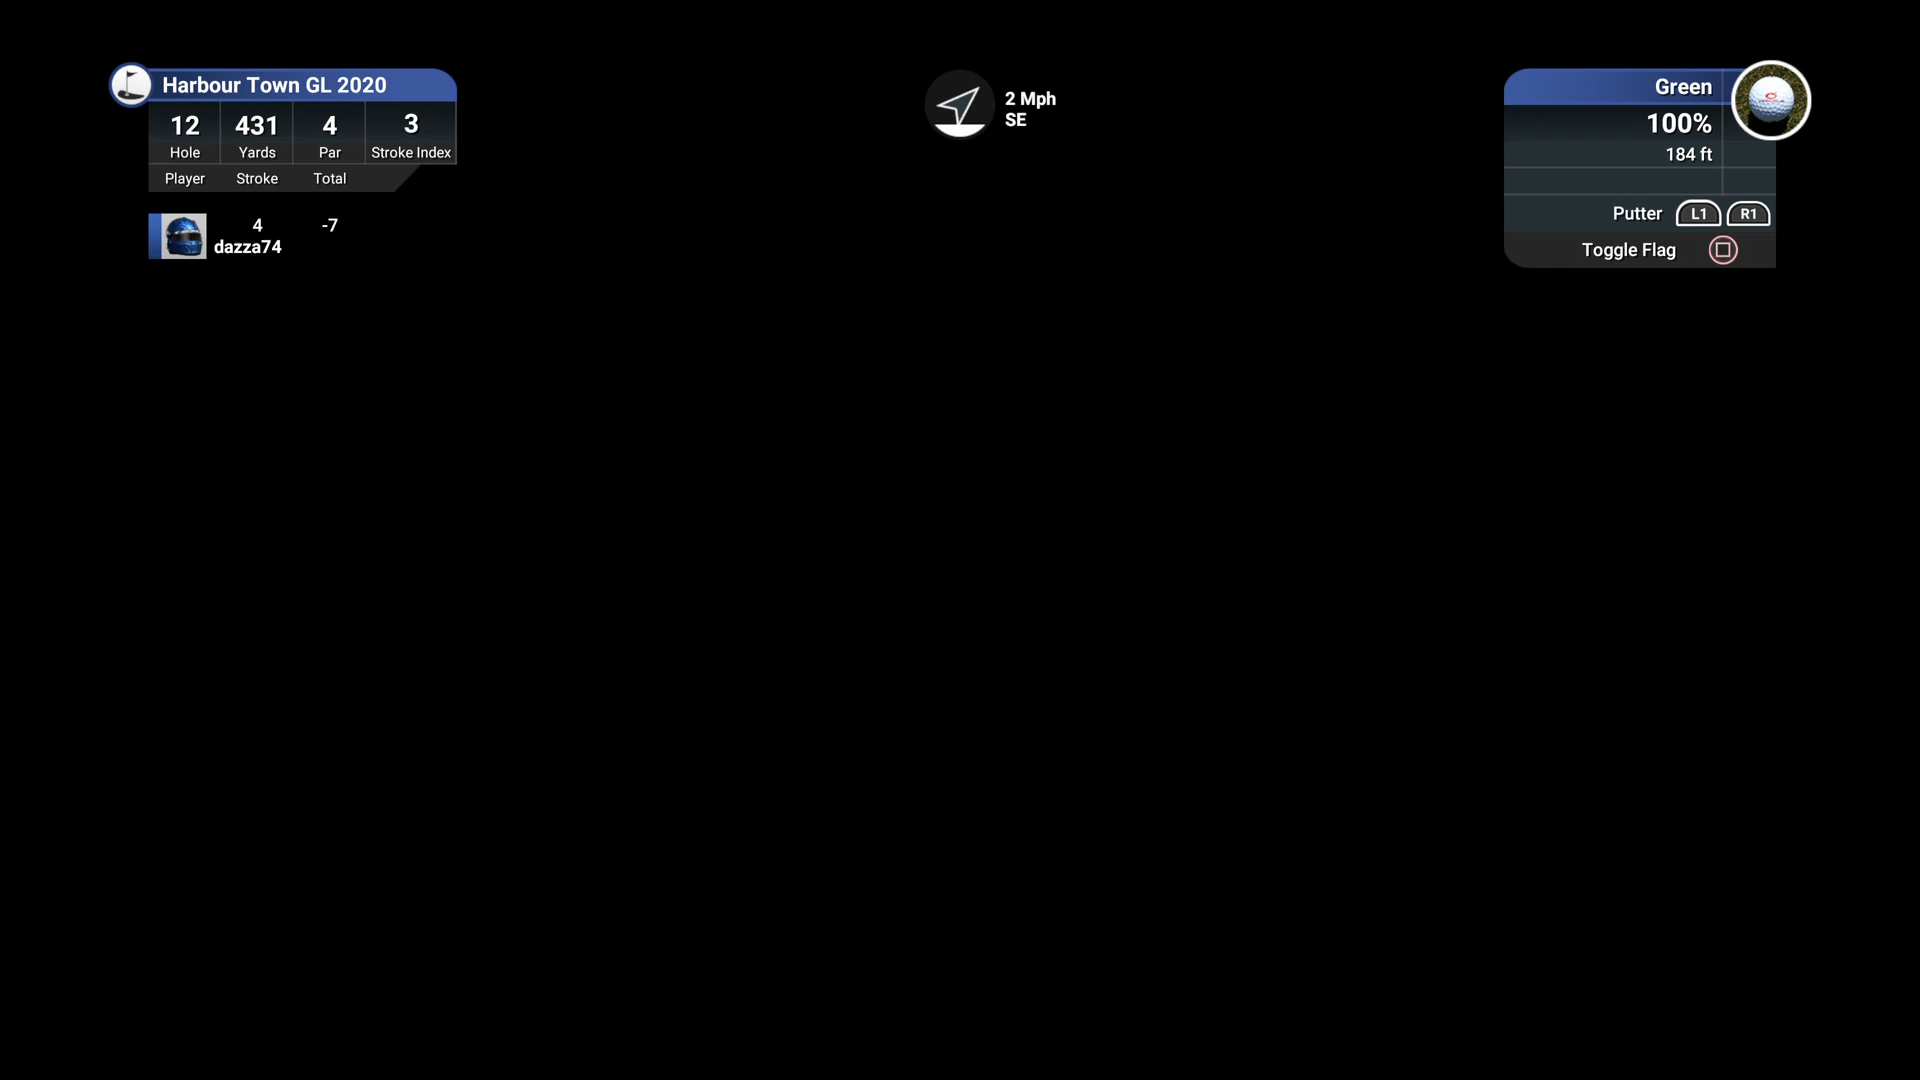 Harbour Town GL 2020
12 431 4 3
Hole Yards Par Stroke Index
Player Stroke Total
4 -7
dazza74
2 Mph
SE
Green
100%
184 ft
Putter L1 R1
Toggle Flag